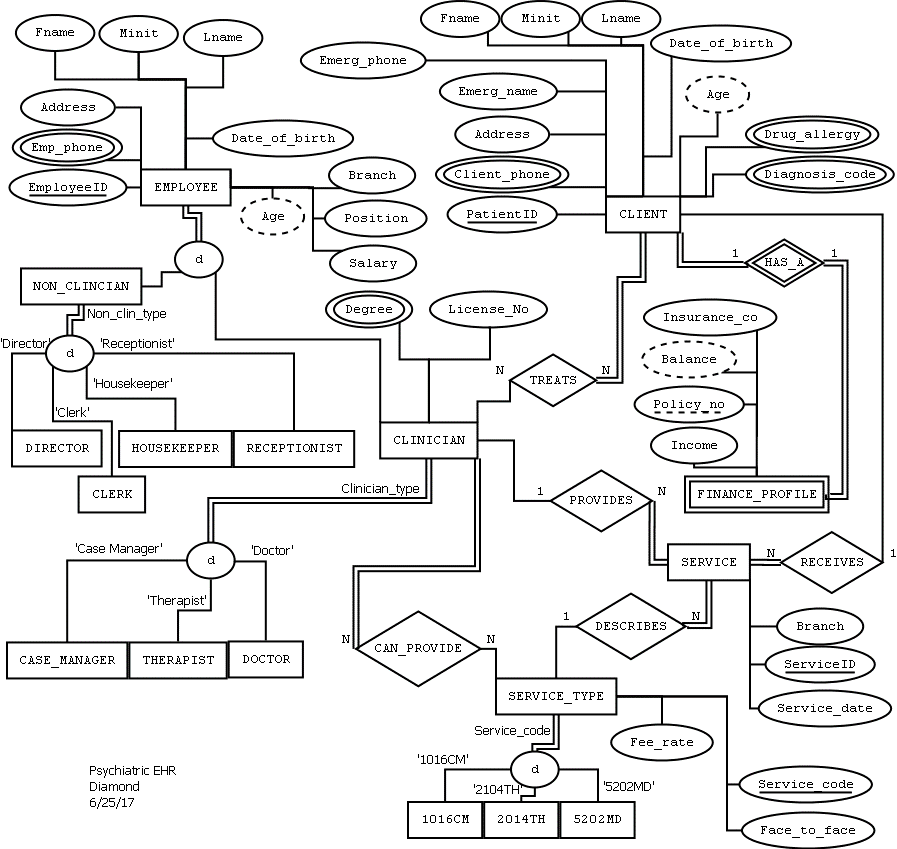 Fname
Minit
Lname
Fname
Minit
Lname
Date_of_birth
Emerg_phone
Emerg_name
Age
Address
Address
Drug_allergy
Emp_phone
Date_of_birth
Client_phone
Diagnosis_code
EmployeeID
EMPLOYEE
Branch
Age
Position
Salary
PatientID
CLIENT
d
1
HAS_A
1
NON_CLINCIAN
Non_clin_type
Degree
License_No
Insurance_co
'Director'
d
'Receptionist'
Balance
'Housekeeper'
N
TREATS
N
Policy_no
'Clerk'
Income
DIRECTOR
HOUSEKEEPER
RECEPTIONIST
CLINICIAN
CLERK
Clinician_type
1
PROVIDES
N
FINANCE_PROFILE
'Case Manager'
d
'Doctor'
SERVICE
N
RECEIVES
1
'Therapist'
1
DESCRIBES
N
Branch
N
CAN_PROVIDE
N
CASE_MANAGER
THERAPIST
DOCTOR
ServiceID
SERVICE_TYPE
Service_date
Service_code
Fee_rate
'1016CM'
d
'2104TH'
'5202MD'
Service_code
1016CM
2014TH
5202MD
Face_to_face
Psychiatric EHR
Diamond
6/25/17